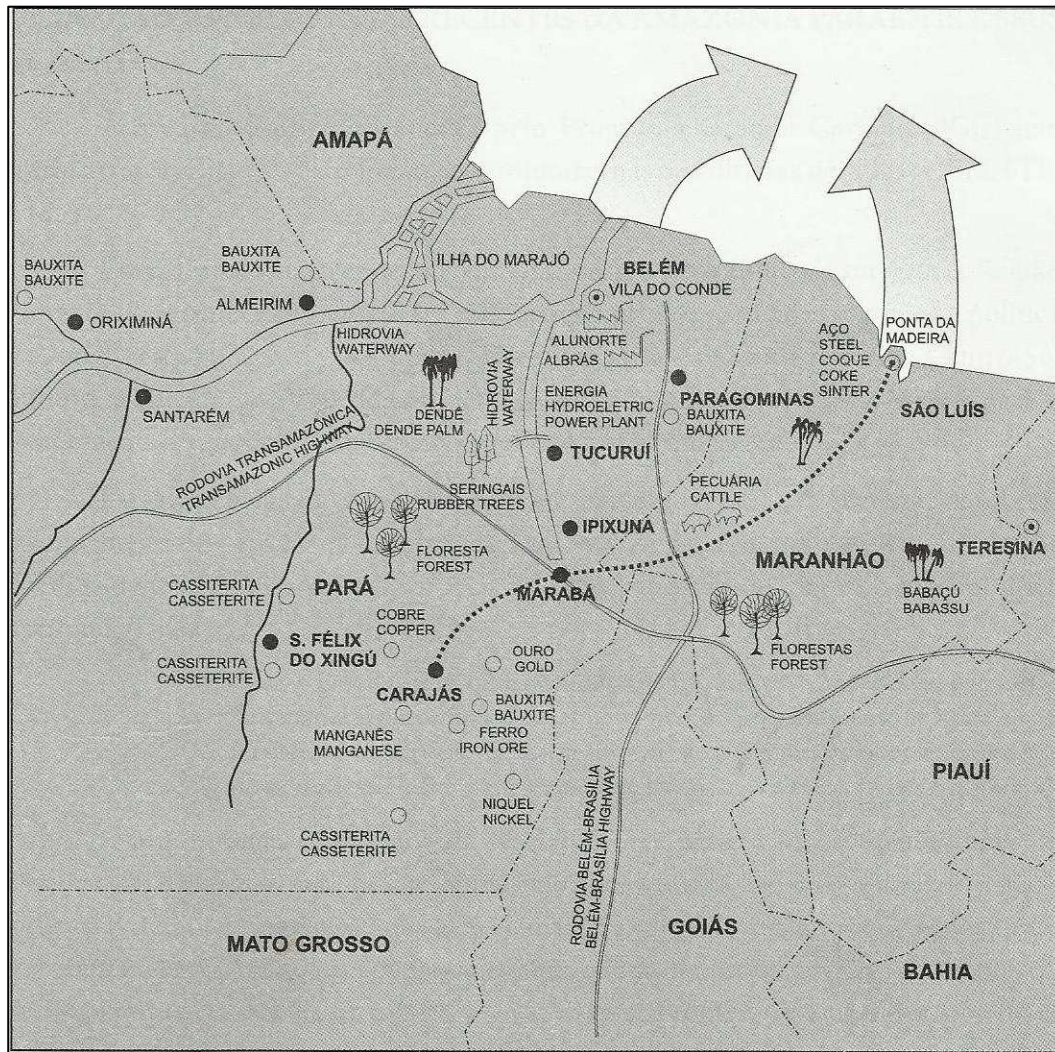 AMAPÁ
BAUXITA
BAUXITE
ORIXIMINÁ
BAUXITA
BAUXITE
ALMEIRIM
ILHA DO MARAJÓ
BELÉM
VILA DO CONDE
ALUNORTE
ALBRÁS
HIDROVIA
WATERWAY
SANTARÉM
RODOVIA TRANSAMAZÔNICA
TRANSAMAZONIC HIGHWAY
DENDÊ
DENDE PALM
HIDROVIA
WATERWAY
ENERGIA
HYDROELETRIC
POWER PLANT
PARAGOMINAS
BAUXITA
BAUXITE
AÇO
STEEL
COQUE
COKE
SINTER
PONTA DA
MADEIRA
SÃO LUÍS
TUCURUÍ
SERINGAIS
RUBBER TREES
PECUÁRIA
CATTLE
IPIXUNÁ
FLORESTA
FOREST
MARANHÃO
TERESINA
PARÁ
MARABÁ
BABAÇÚ
BABASSU
CASSITERITA
CASSETERITE
COBRE
COPPER
FLORESTAS
FOREST
S. FÉLIX
DO XINGÚ
OURO
GOLD
CASSITERITA
CASSETERITE
CARAJÁS
BAUXITA
BAUXITE
MANGANÊS
MANGANESE
FERRO
IRON ORE
NIQUEL
NICKEL
PIAUÍ
CASSITERITA
CASSETERITE
RODOVIA BELÉM-BRASÍLIA
BELÉM-BRASÍLIA HIGHWAY
MATO GROSSO
GOIÁS
BAHIA